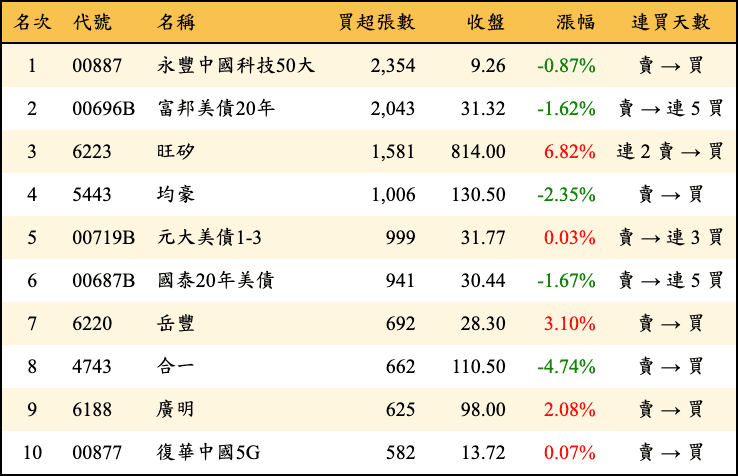 名次 代號 名稱 買超張數 收盤 漲幅 連買天數
1 00887 永豐中國科技50大 2,354 9.26 -0.87% 賣 → 買
2 00696B 富邦美債20年 2,043 31.32 -1.62% 賣 → 連 5 買
3 6223 旺矽 1,581 814.00 6.82% 連 2 賣 → 買
4 5443 均豪 1,006 130.50 -2.35% 賣 → 買
5 00719B 元大美債1-3 999 31.77 0.03% 賣 → 連 3 買
6 00687B 國泰20年美債 941 30.44 -1.67% 賣 → 連 5 買
7 6220 岳豐 692 28.30 3.10% 賣 → 買
8 4743 合一 662 110.50 -4.74% 賣 → 買
9 6188 廣明 625 98.00 2.08% 賣 → 買
10 00877 復華中國5G 582 13.72 0.07% 賣 → 買